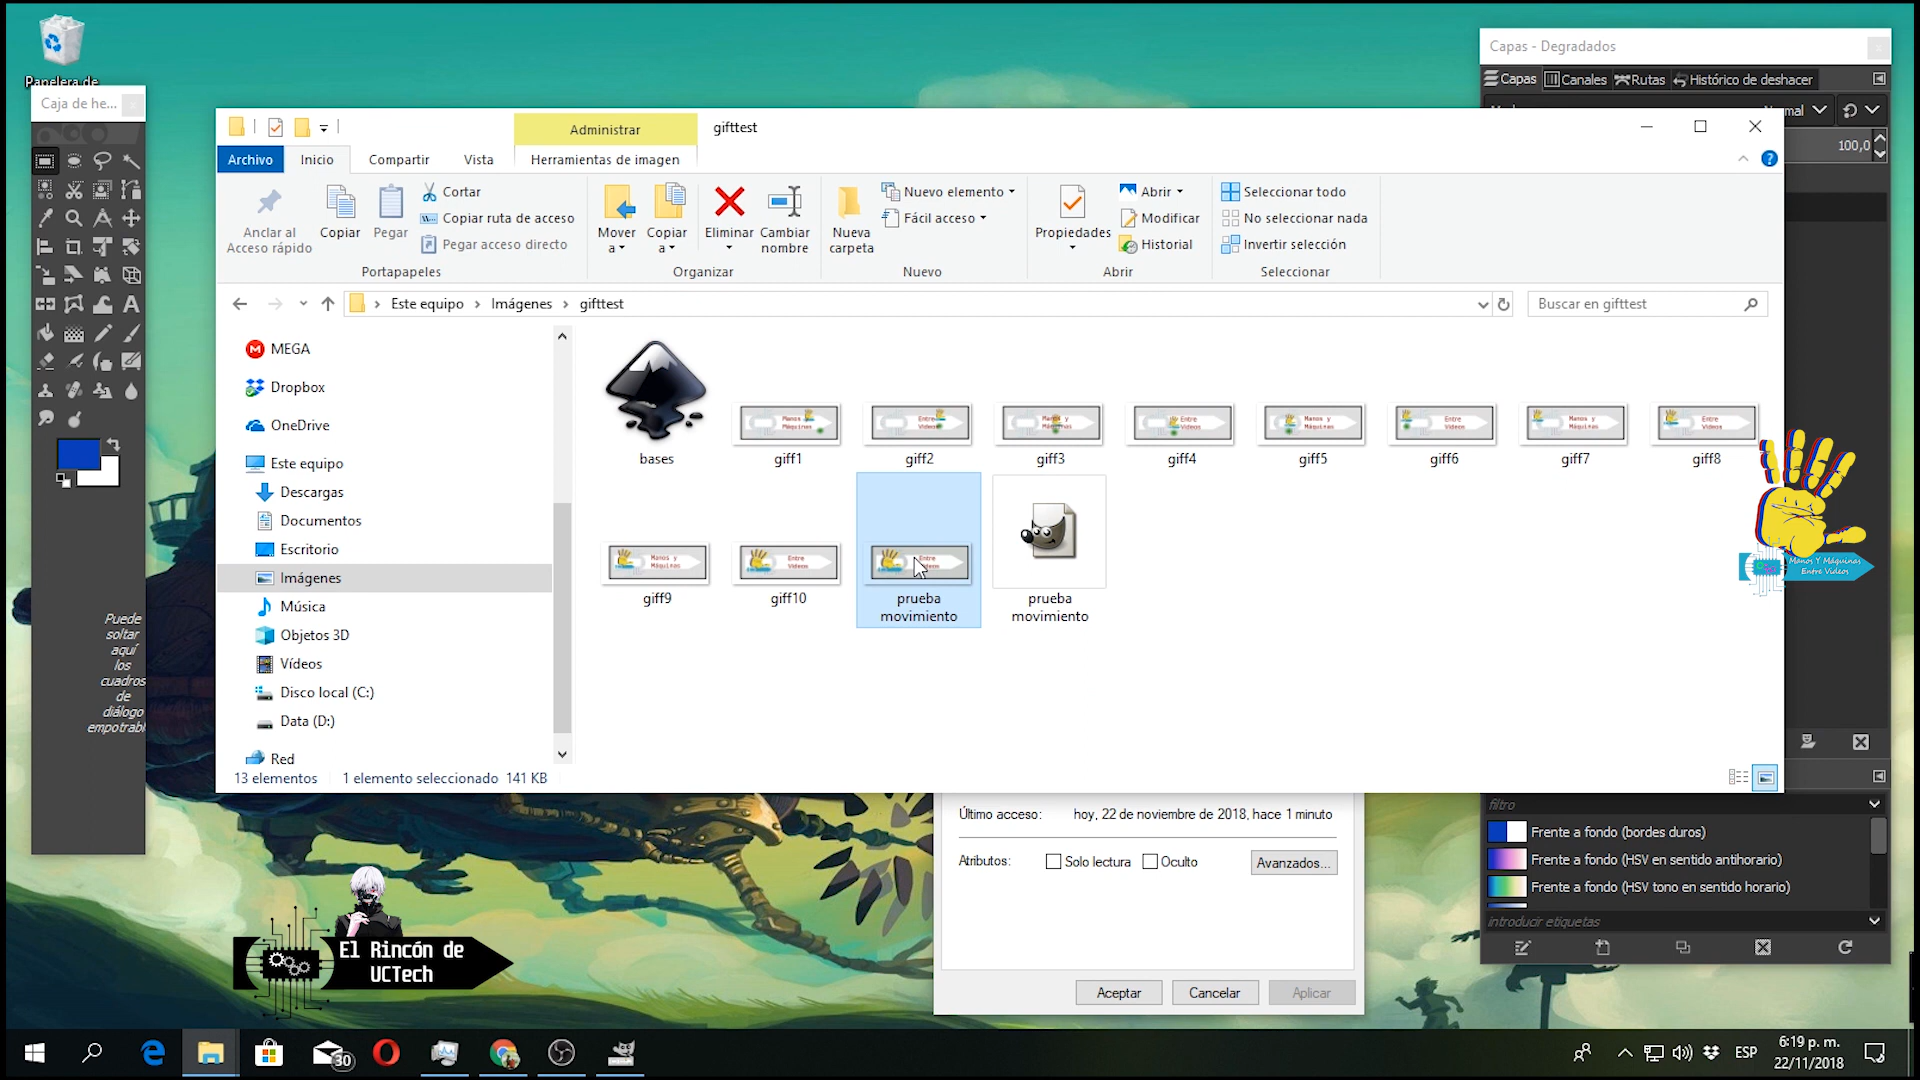 Papelera de
Caja de he...
Capas - Degradados
Capas
Canales
Rutas
Histórico de deshacer
100,0
Administrar
gifttest
Archivo
Inicio
Compartir
Vista
Herramientas de imagen
Anclar al
Acceso rápido
Copiar
Pegar
Cortar
Copiar ruta de acceso
Pegar acceso directo
Portapapeles
Mover
a
Copiar
a
Eliminar
Cambiar
nombre
Organizar
Nueva
carpeta
Nuevo elemento
Fácil acceso
Nuevo
Propiedades
Abrir
Modificar
Historial
Abrir
Seleccionar todo
No seleccionar nada
Invertir selección
Seleccionar
Este equipo
Imágenes
gifttest
Buscar en gifttest
MEGA
Dropbox
OneDrive
Este equipo
Descargas
Documentos
Escritorio
Imágenes
Música
Objetos 3D
Vídeos
Disco local (C:)
Data (D:)
Red
bases
giff1
giff2
giff3
giff4
giff5
giff6
giff7
giff8
giff9
giff10
prueba
movimiento
prueba
movimiento
13 elementos
1 elemento seleccionado 141 KB
Manos Y Máquinas
Entre Videos
Puede
soltar
aquí
los
cuadros
de
diálogo
Último acceso:
hoy, 22 de noviembre de 2018, hace 1 minuto
Atributos:
Solo lectura
Oculto
Avanzados...
Aceptar
Cancelar
Aplicar
filtro
Frente a fondo (bordes duros)
Frente a fondo (HSV en sentido antihorario)
Frente a fondo (HSV tono en sentido horario)
introducir etiquetas
El Rincón de
UCTech
30
ESP
6:19 p. m.
22/11/2018